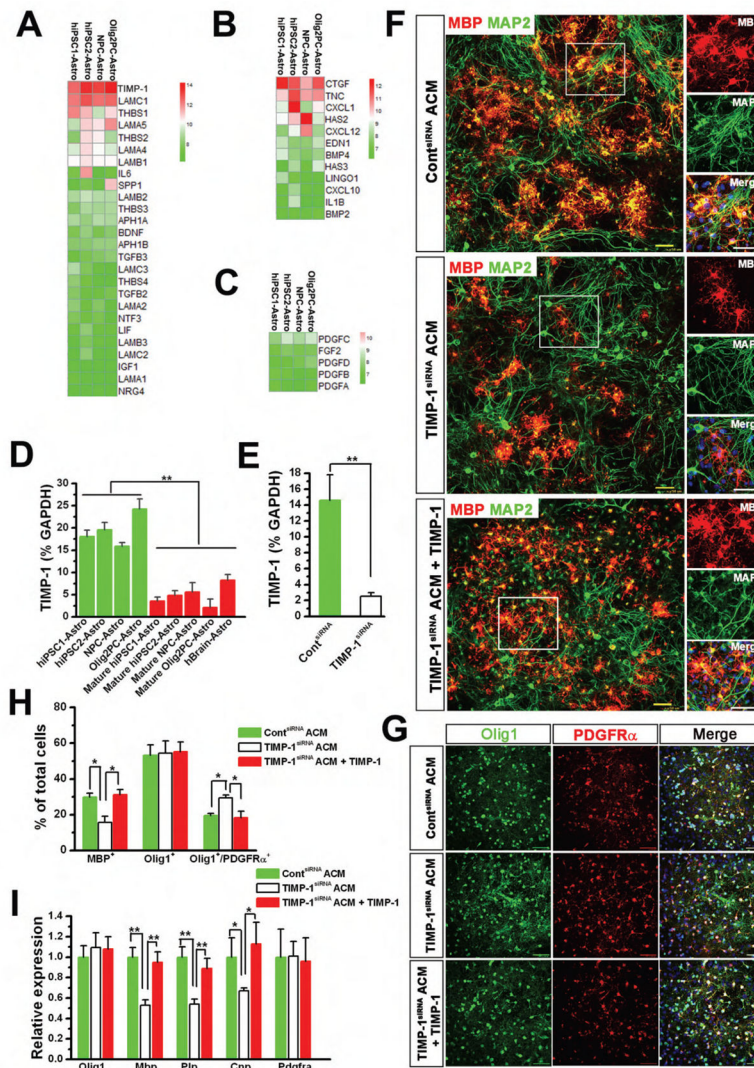 A
hiPSC1-Astro
hiPSC2-Astro
NPC-Astro
Olig2PC-Astro
TIMP-1
LAMC1
THBS1
LAMA5
THBS2
LAMA4
LAMB1
IL6
SPP1
LAMB2
THBS3
APH1A
BDNF
APH1B
TGFB3
LAMC3
THBS4
TGFB2
LAMA2
NTF3
LIF
LAMB3
LAMC2
IGF1
LAMA1
NRG4
14
12
10
8
B
hiPSC1-Astro
hiPSC2-Astro
NPC-Astro
Olig2PC-Astro
CTGF
TNC
CXCL1
HAS2
CXCL12
EDN1
BMP4
HAS3
LINGO1
CXCL10
IL1B
BMP2
12
11
10
9
8
7
C
hiPSC1-Astro
hiPSC2-Astro
NPC-Astro
Olig2PC-Astro
PDGFC
FGF2
PDGFD
PDGFB
PDGFA
10
9
8
7
D
TIMP-1 (% GAPDH)
30
25
20
15
10
5
0
**
hiPSC1-Astro
hiPSC2-Astro
NPC-Astro
Olig2PC-Astro
Mature hiPSC1-Astro
Mature hiPSC2-Astro
Mature NPC-Astro
Mature Olig2PC-Astro
hBrain-Astro
E
TIMP-1 (% GAPDH)
18
16
14
12
10
8
6
4
2
0
**
Cont siRNA
TIMP-1 siRNA
F
MBP MAP2
Cont siRNA ACM
MB
MAP
Merg
MBP MAP2
TIMP-1 siRNA ACM
MB
MAP
Merg
MBP MAP2
TIMP-1 siRNA ACM + TIMP-1
MB
MAP
Merg
G
Olig1
PDGFRα
Merge
Cont siRNA ACM
TIMP-1 siRNA ACM
TIMP-1 siRNA ACM + TIMP-1
H
% of total cells
80
60
40
20
0
* *
* *
Cont siRNA ACM
TIMP-1 siRNA ACM
TIMP-1 siRNA ACM + TIMP-1
MBP+
Olig1+
Olig1+/PDGFRα+
I
Relative expression
1.4
1.2
1.0
0.8
0.6
0.4
0.2
0.0
** **
** **
* *
Cont siRNA ACM
TIMP-1 siRNA ACM
TIMP-1 siRNA ACM + TIMP-1
Olig1
Mbp
Plp
Cnp
Pdgfra